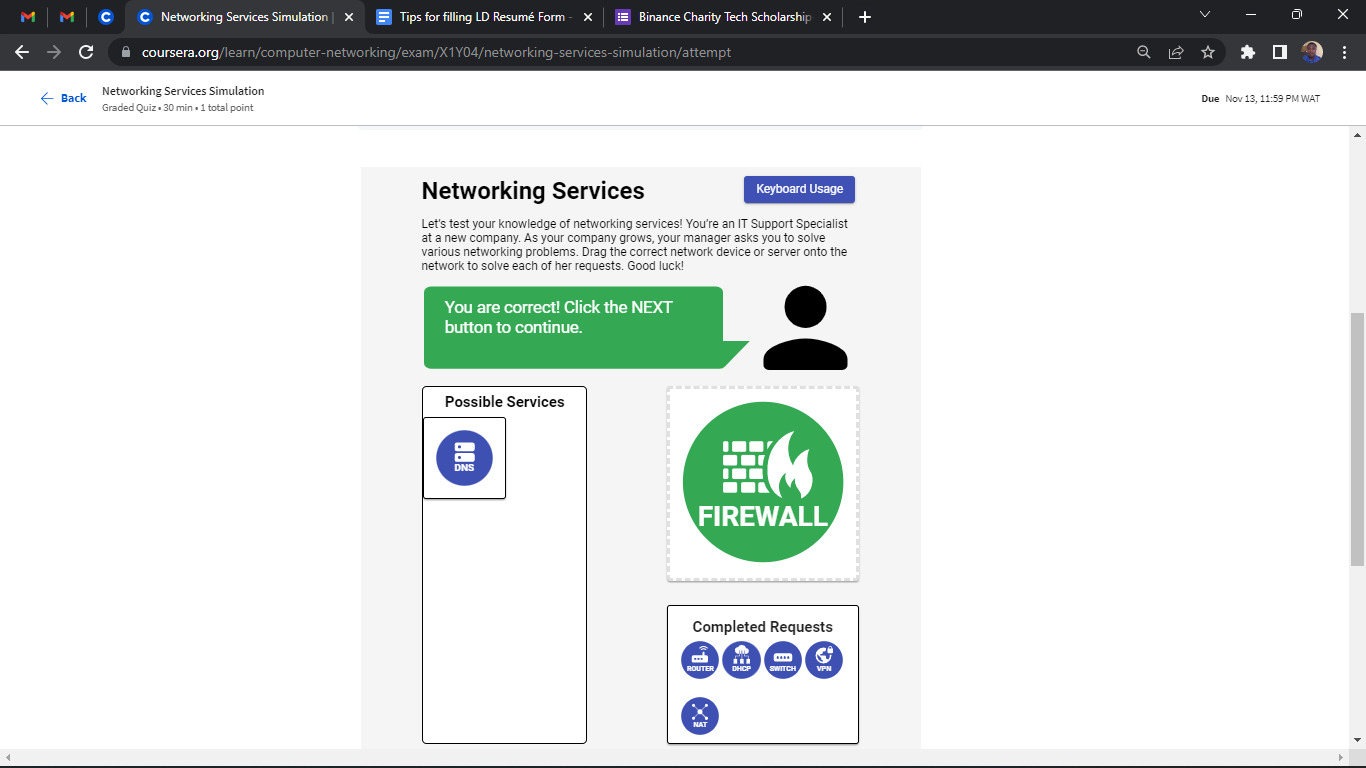 Networking Services Simulation |
Tips for filling LD Resumé Form -
Binance Charity Tech Scholarship
coursera.org/learn/computer-networking/exam/X1Y04/networking-services-simulation/attempt
Back
Networking Services Simulation
Graded Quiz • 30 min • 1 total point
Due Nov 13, 11:59 PM WAT
Networking Services
Keyboard Usage
Let's test your knowledge of networking services! You're an IT Support Specialist
at a new company. As your company grows, your manager asks you to solve
various networking problems. Drag the correct network device or server onto the
network to solve each of her requests. Good luck!
You are correct! Click the NEXT
button to continue.
Possible Services
DNS
FIREWALL
Completed Requests
ROUTER
DHCP
SWITCH
VPN
NAT